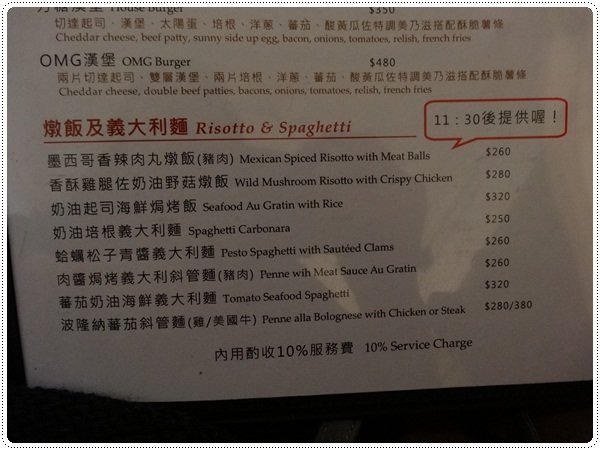 House Burger $350
切達起司、漢堡、太陽蛋、培根、洋蔥、蕃茄、酸黃瓜佐特調美乃滋搭配酥脆薯條
Cheddar cheese, beef patty, sunny side up egg, bacon, onions, tomatoes, relish, french fries
OMG漢堡 OMG Burger $480
兩片切達起司、雙層漢堡、兩片培根、洋蔥、蕃茄、酸黃瓜佐特調美乃滋搭配酥脆薯條
Cheddar cheese, double beef patties, bacons, onions, tomatoes, relish, french fries
燉飯及義大利麵 Risotto & Spaghetti
11：30後提供喔！
墨西哥香辣肉丸燉飯(豬肉) Mexican Spiced Risotto with Meat Balls $260
香酥雞腿佐奶油野菇燉飯 Wild Mushroom Risotto with Crispy Chicken $280
奶油起司海鮮焗烤飯 Seafood Au Gratin with Rice $320
奶油培根義大利麵 Spaghetti Carbonara $250
蛤蠣松子青醬義大利麵 Pesto Spaghetti with Sautéed Clams $260
肉醬焗烤義大利斜管麵(豬肉) Penne wih Meat Sauce Au Gratin $260
蕃茄奶油海鮮義大利麵 Tomato Seafood Spaghetti $320
波隆納蕃茄斜管麵(雞/美國牛) Penne alla Bolognese with Chicken or Steak $280/380
內用酌收10%服務費 10% Service Charge